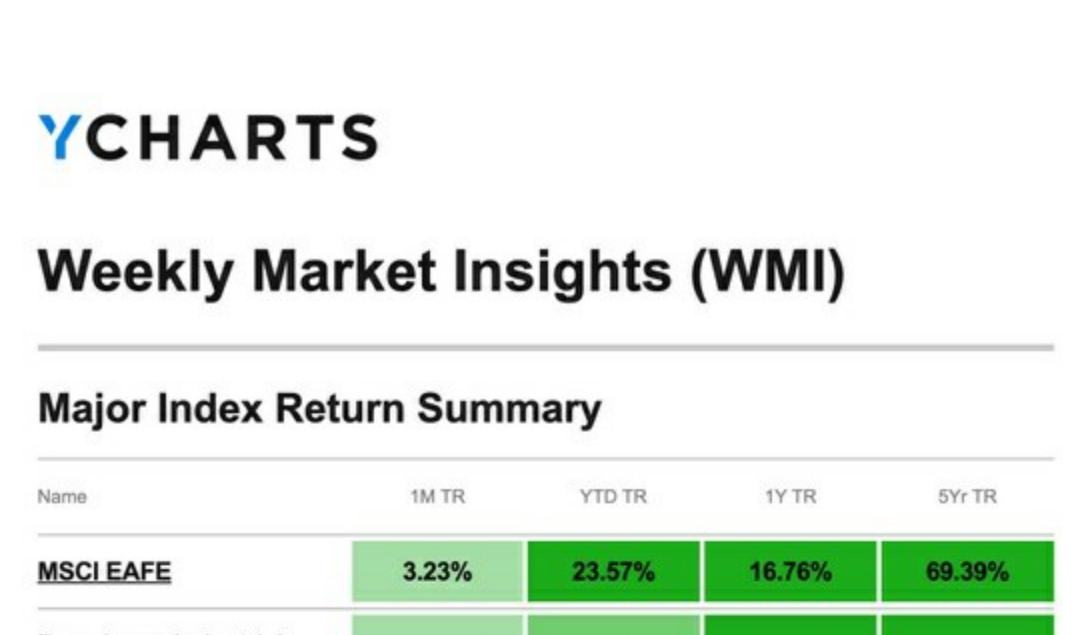 YCHARTS
Weekly Market Insights (WMI)
Major Index Return Summary
Name 1M TR YTD TR 1Y TR 5Yr TR
MSCI EAFE 3.23% 23.57% 16.76% 69.39%